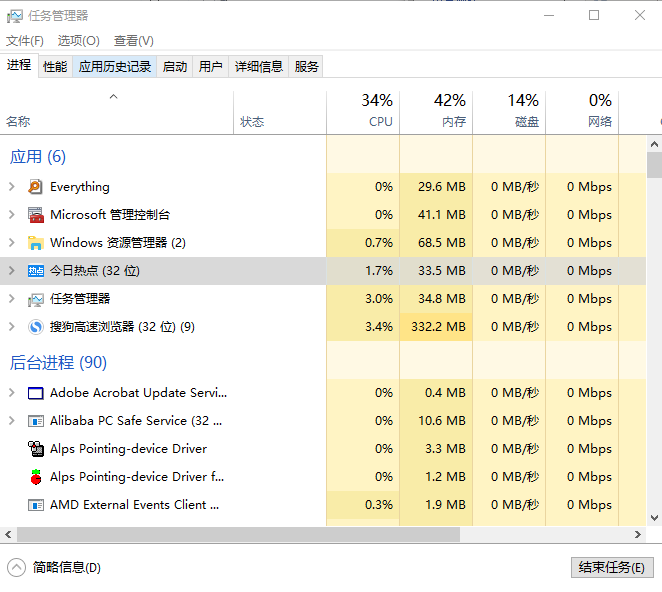 任务管理器
文件(F) 选项(O) 查看(V)
进程 性能 应用历史记录 启动 用户 详细信息 服务
34% 42% 14% 0%
名称 状态 CPU 内存 磁盘 网络
应用 (6)
Everything 0% 29.6 MB 0 MB/秒 0 Mbps
Microsoft 管理控制台 0% 41.1 MB 0 MB/秒 0 Mbps
Windows 资源管理器 (2) 0.7% 68.5 MB 0 MB/秒 0 Mbps
热点 今日热点 (32 位) 1.7% 33.5 MB 0 MB/秒 0 Mbps
任务管理器 3.0% 34.8 MB 0 MB/秒 0 Mbps
搜狗高速浏览器 (32 位) (9) 3.4% 332.2 MB 0 MB/秒 0 Mbps
后台进程 (90)
Adobe Acrobat Update Servi... 0% 0.4 MB 0 MB/秒 0 Mbps
Alibaba PC Safe Service (32 ... 0% 10.6 MB 0 MB/秒 0 Mbps
Alps Pointing-device Driver 0% 3.3 MB 0 MB/秒 0 Mbps
Alps Pointing-device Driver f... 0% 1.2 MB 0 MB/秒 0 Mbps
AMD External Events Client ... 0.3% 1.9 MB 0 MB/秒 0 Mbps
简略信息(D) 结束任务(E)